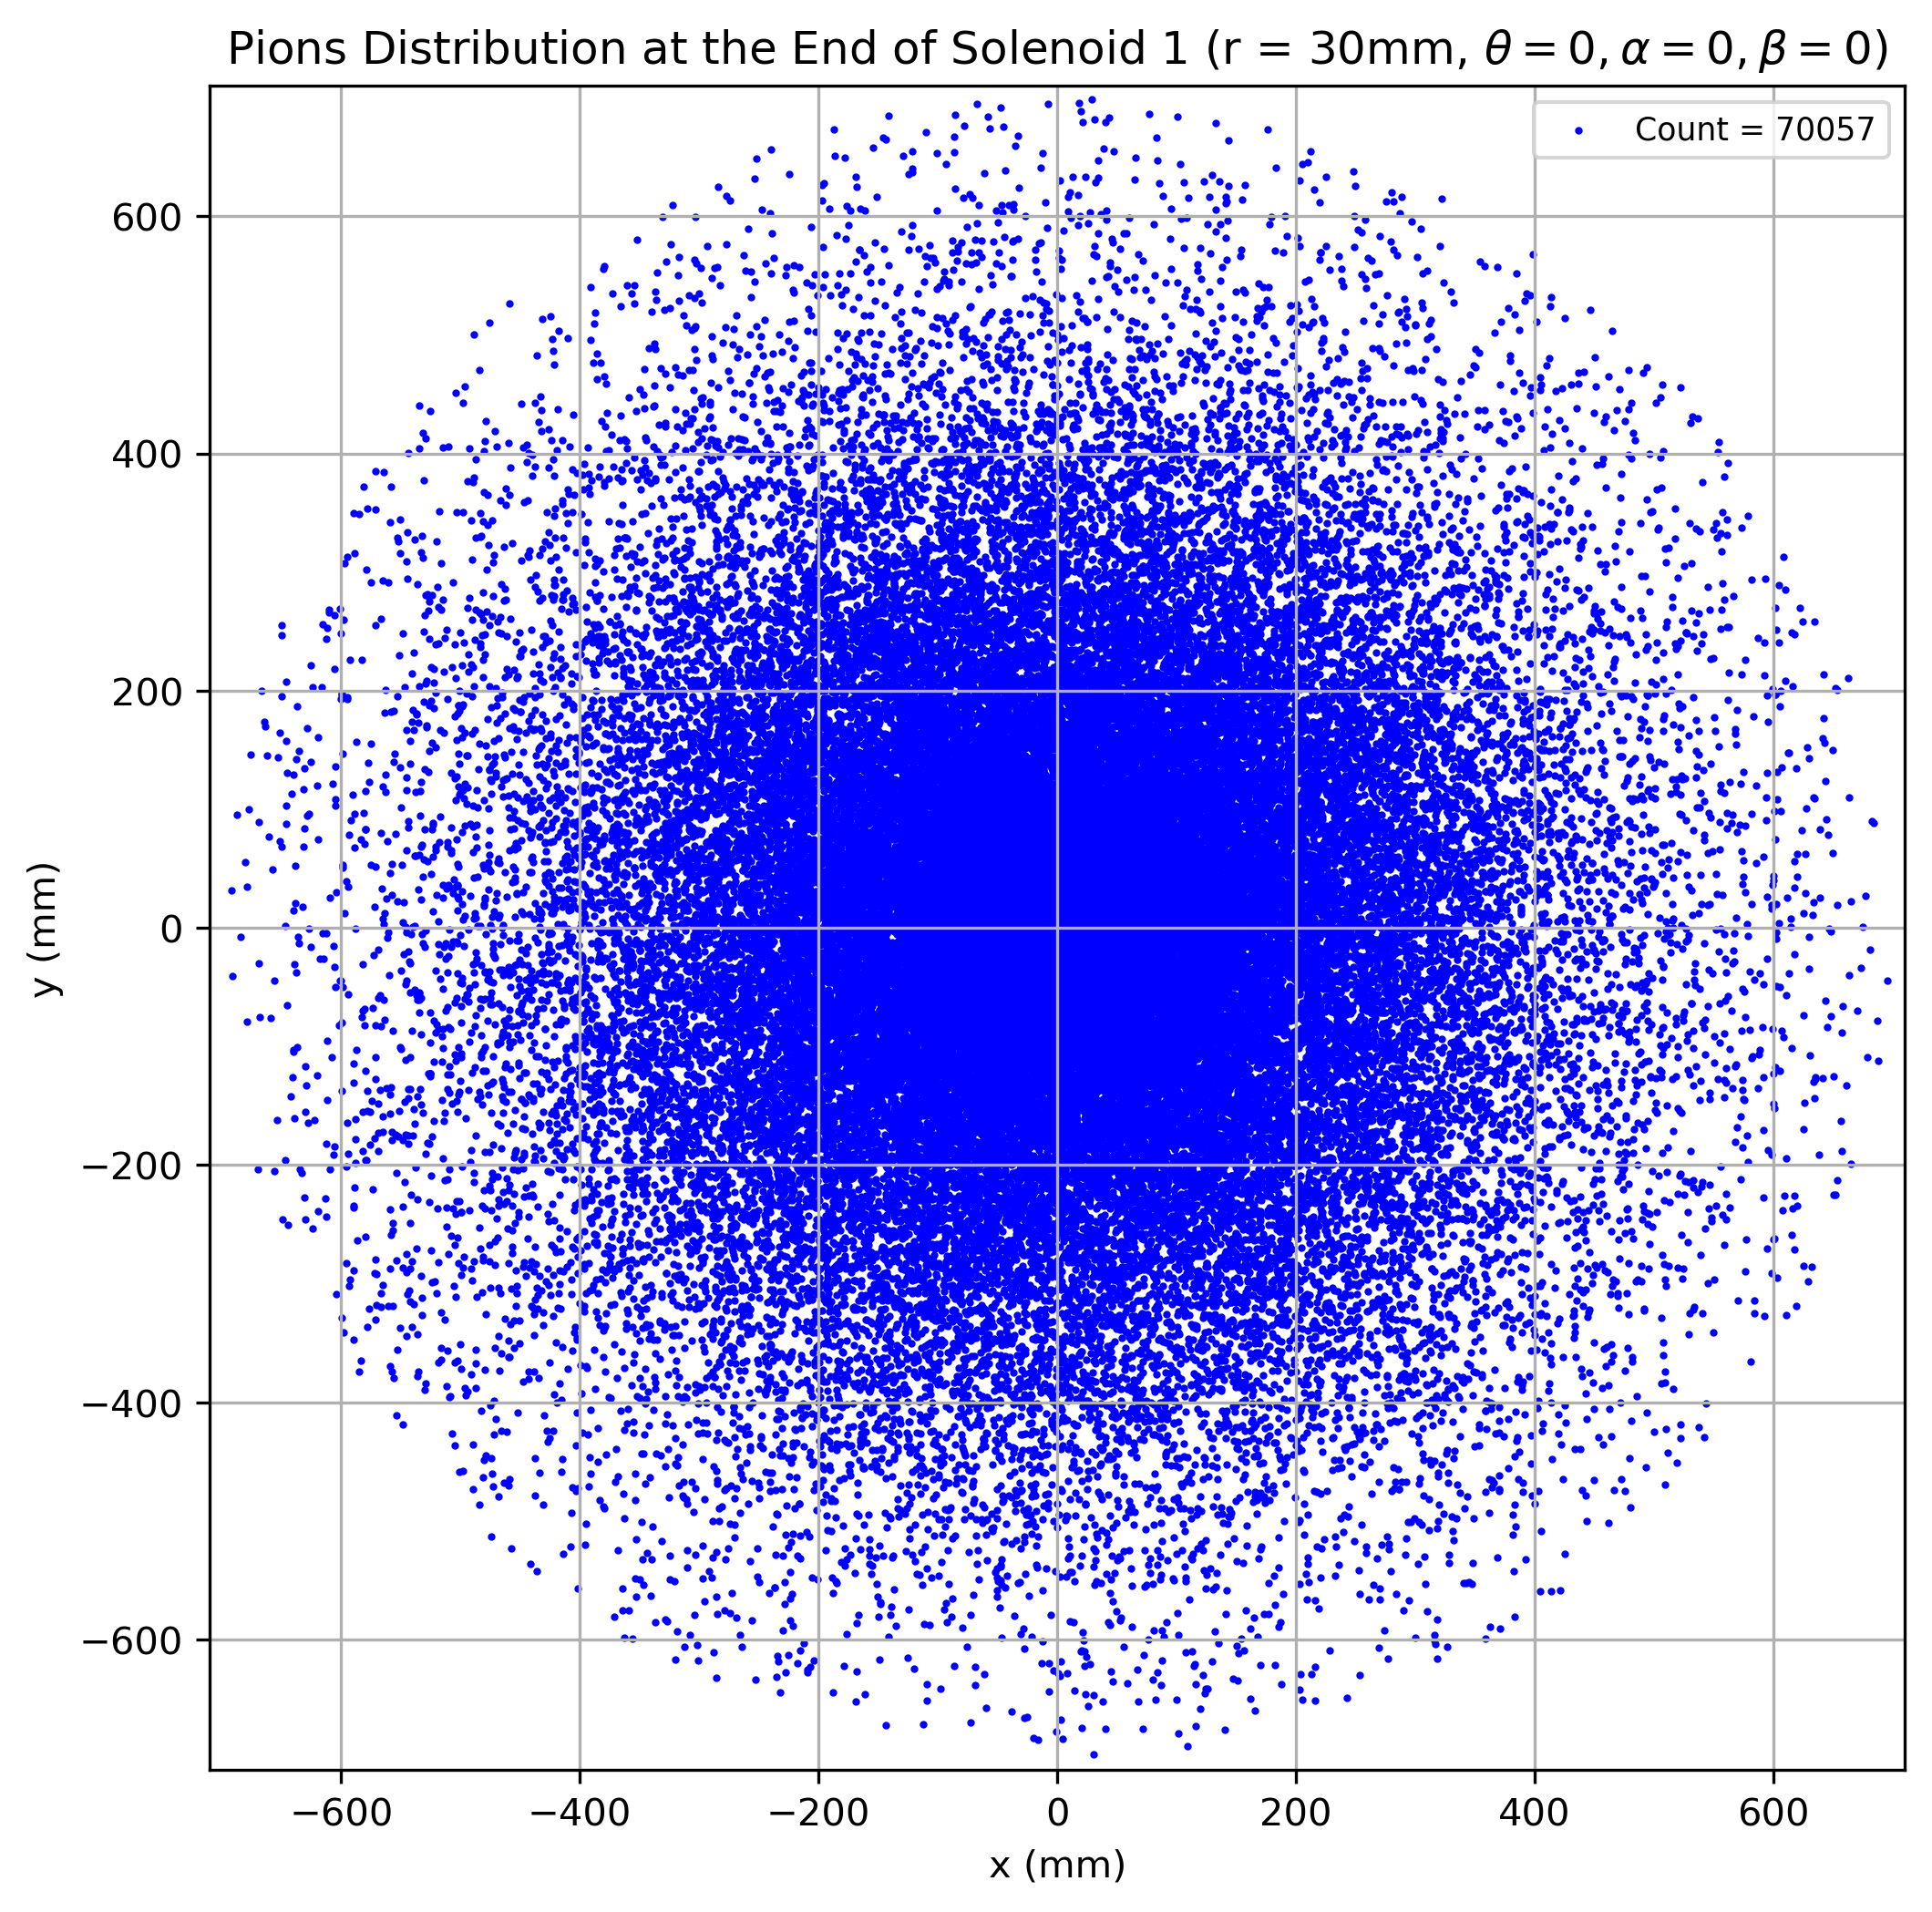 Pions Distribution at the End of Solenoid 1 (r = 30mm, θ = 0, α = 0, β = 0)
Count = 70057
600
400
200
0
−200
−400
−600
y (mm)
−600 −400 −200 0 200 400 600
x (mm)